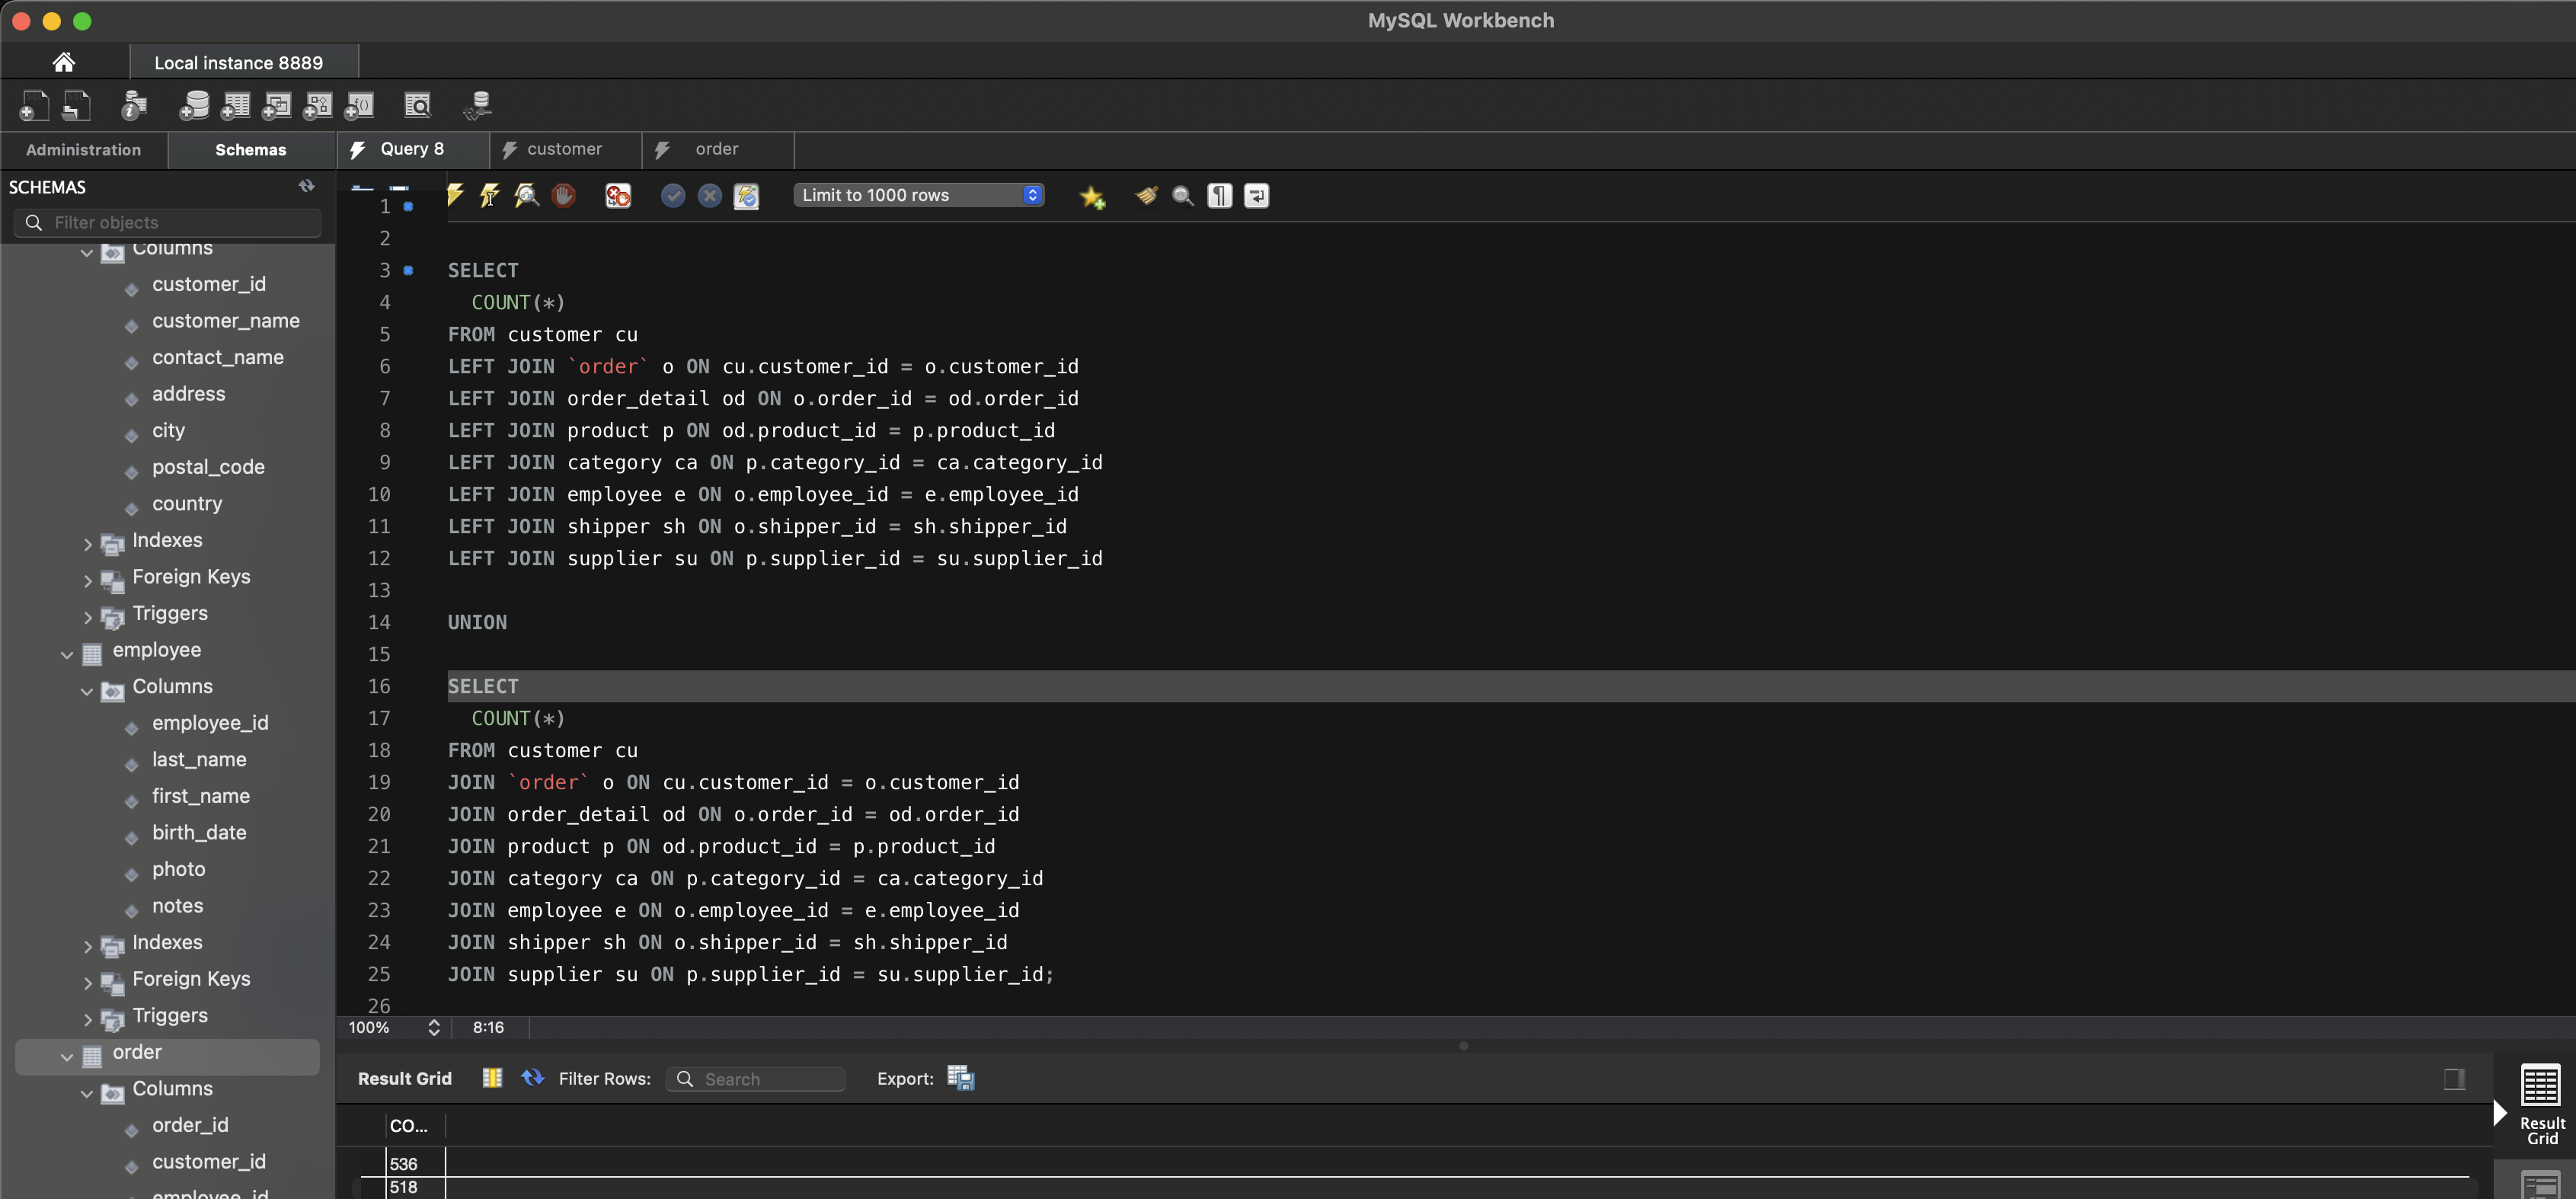 MySQL Workbench
Local instance 8889
Administration
Schemas
Query 8
customer
order
SCHEMAS
Filter objects
Columns
customer_id
customer_name
contact_name
address
city
postal_code
country
Indexes
Foreign Keys
Triggers
employee
Columns
employee_id
last_name
first_name
birth_date
photo
notes
Indexes
Foreign Keys
Triggers
order
Columns
order_id
customer_id
employee_id
Limit to 1000 rows
1
2
3 SELECT
4 COUNT(*)
5 FROM customer cu
6 LEFT JOIN `order` o ON cu.customer_id = o.customer_id
7 LEFT JOIN order_detail od ON o.order_id = od.order_id
8 LEFT JOIN product p ON od.product_id = p.product_id
9 LEFT JOIN category ca ON p.category_id = ca.category_id
10 LEFT JOIN employee e ON o.employee_id = e.employee_id
11 LEFT JOIN shipper sh ON o.shipper_id = sh.shipper_id
12 LEFT JOIN supplier su ON p.supplier_id = su.supplier_id
13
14 UNION
15
16 SELECT
17 COUNT(*)
18 FROM customer cu
19 JOIN `order` o ON cu.customer_id = o.customer_id
20 JOIN order_detail od ON o.order_id = od.order_id
21 JOIN product p ON od.product_id = p.product_id
22 JOIN category ca ON p.category_id = ca.category_id
23 JOIN employee e ON o.employee_id = e.employee_id
24 JOIN shipper sh ON o.shipper_id = sh.shipper_id
25 JOIN supplier su ON p.supplier_id = su.supplier_id;
26
100% 8:16
Result Grid
Filter Rows:
Search
Export:
CO...
536
518
Result
Grid